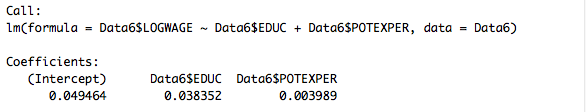 Call:
lm(formula = Data6$LOGWAGE ~ Data6$EDUC + Data6$POTEXPER, data = Data6)
Coefficients:
(Intercept) Data6$EDUC Data6$POTEXPER
0.049464 0.038352 0.003989